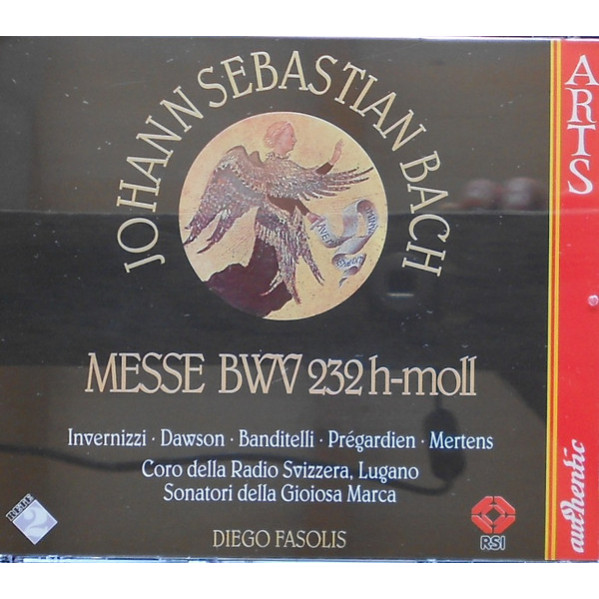 JOHANN SEBASTIAN BACH
MESSE BWV 232 h-moll
Invernizzi · Dawson · Banditelli · Prégardien · Mertens
Coro della Radio Svizzera, Lugano
Sonatori della Gioiosa Marca
DIEGO FASOLIS
2
RSI
ARTS
authentic